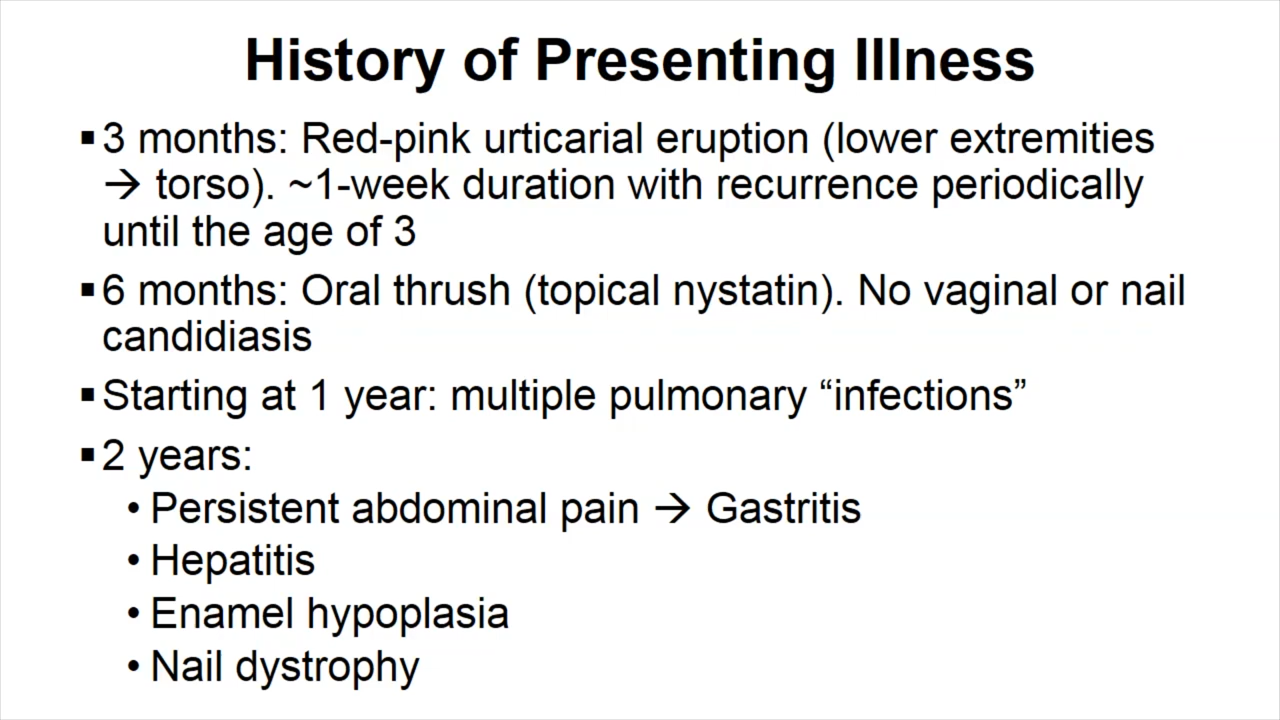 History of Presenting Illness
▪3 months: Red-pink urticarial eruption (lower extremities
→ torso). ~1-week duration with recurrence periodically
until the age of 3
▪6 months: Oral thrush (topical nystatin). No vaginal or nail
candidiasis
▪Starting at 1 year: multiple pulmonary “infections”
▪2 years:
• Persistent abdominal pain → Gastritis
• Hepatitis
• Enamel hypoplasia
• Nail dystrophy